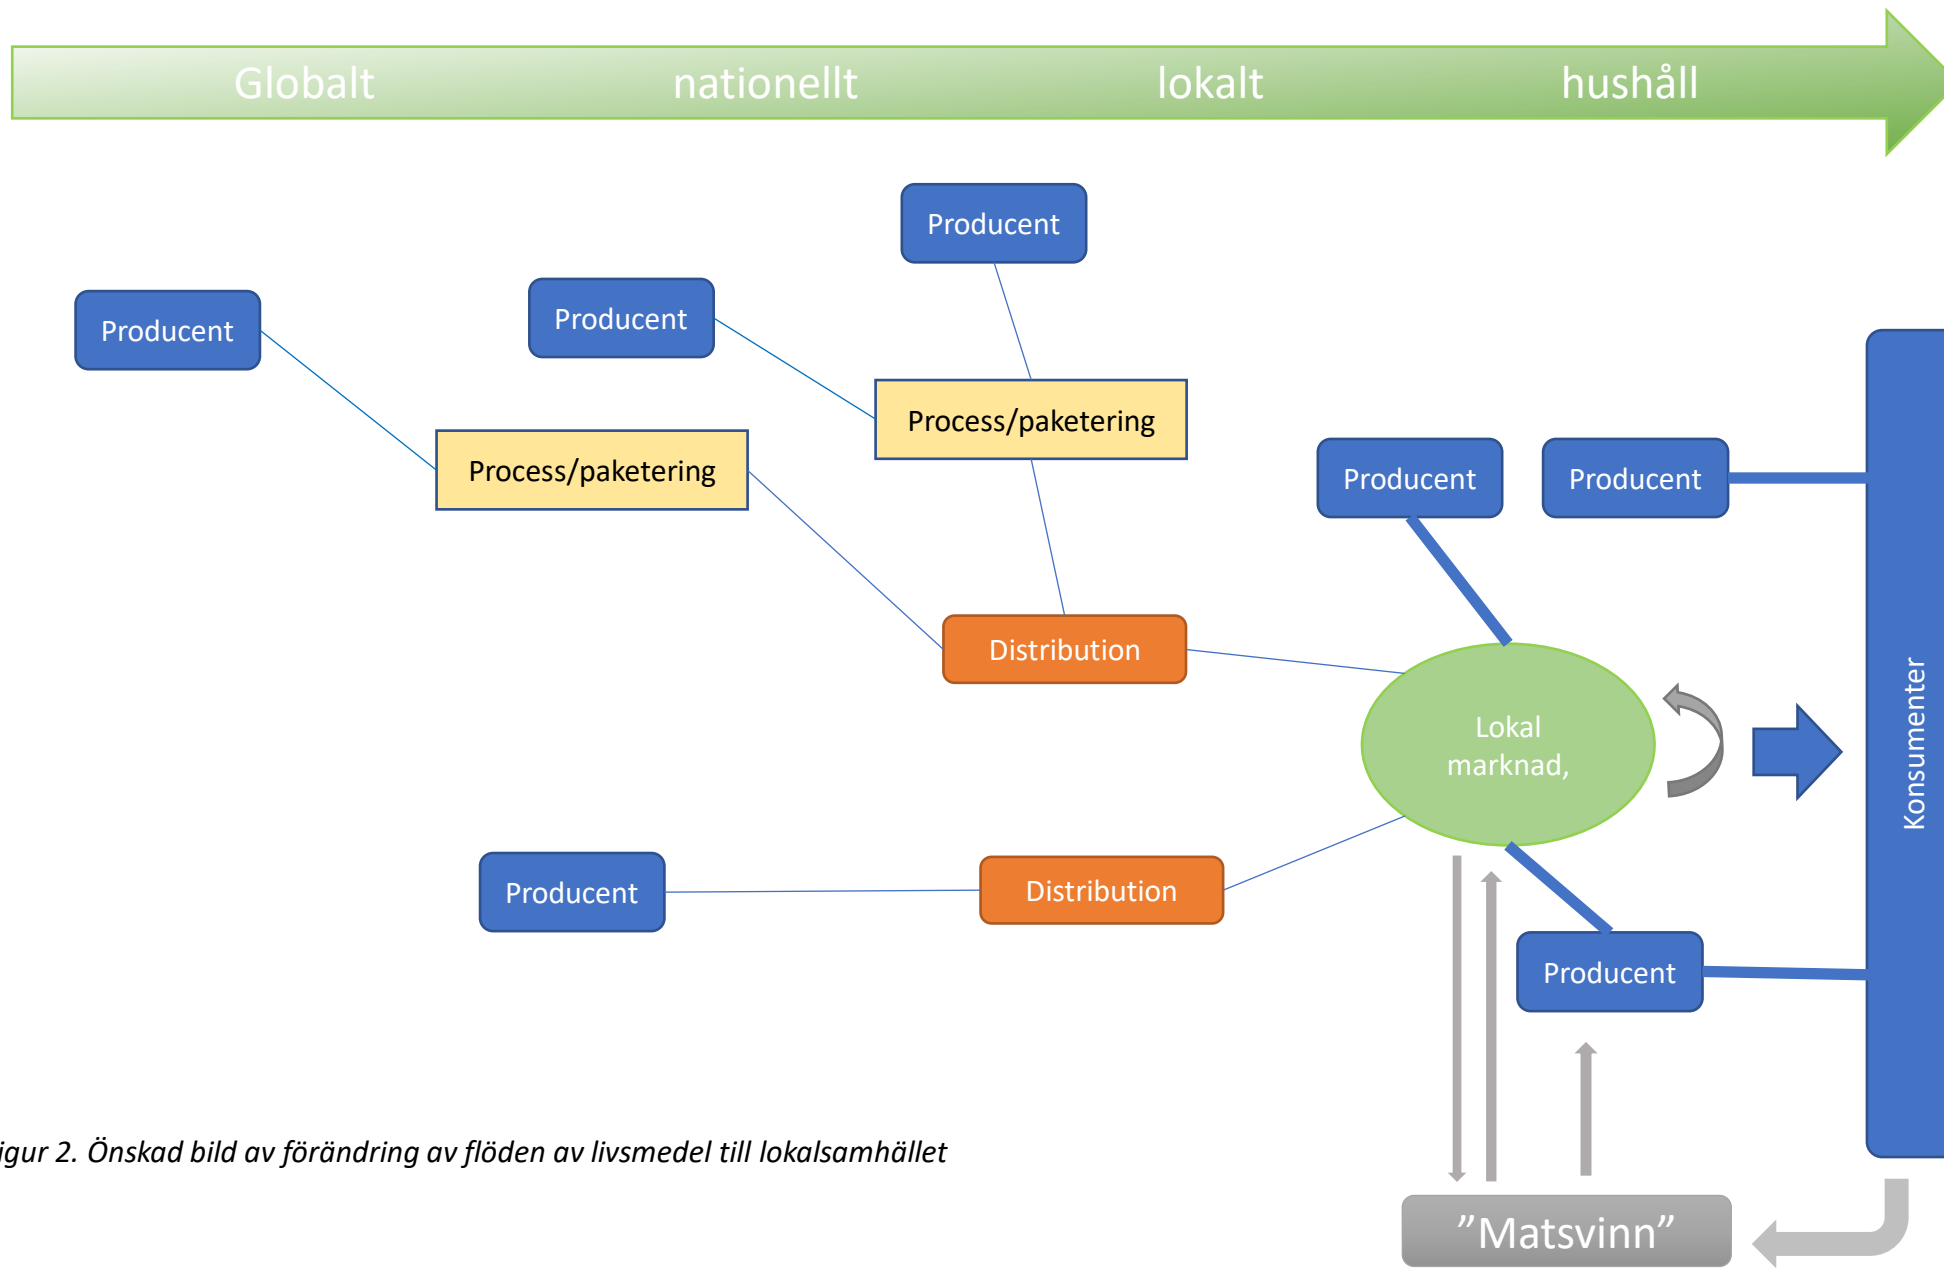 Globalt nationellt lokalt hushåll
Producent
Producent
Producent
Process/paketering
Process/paketering
Producent
Producent
Distribution
Lokal
marknad,
Konsumenter
Producent
Distribution
Producent
igur 2. Önskad bild av förändring av flöden av livsmedel till lokalsamhället
”Matsvinn”